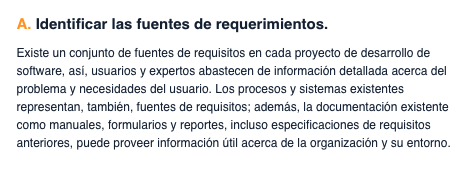 A. Identificar las fuentes de requerimientos.
Existe un conjunto de fuentes de requisitos en cada proyecto de desarrollo de
software, así, usuarios y expertos abastecen de información detallada acerca del
problema y necesidades del usuario. Los procesos y sistemas existentes
representan, también, fuentes de requisitos; además, la documentación existente
como manuales, formularios y reportes, incluso especificaciones de requisitos
anteriores, puede proveer información útil acerca de la organización y su entorno.